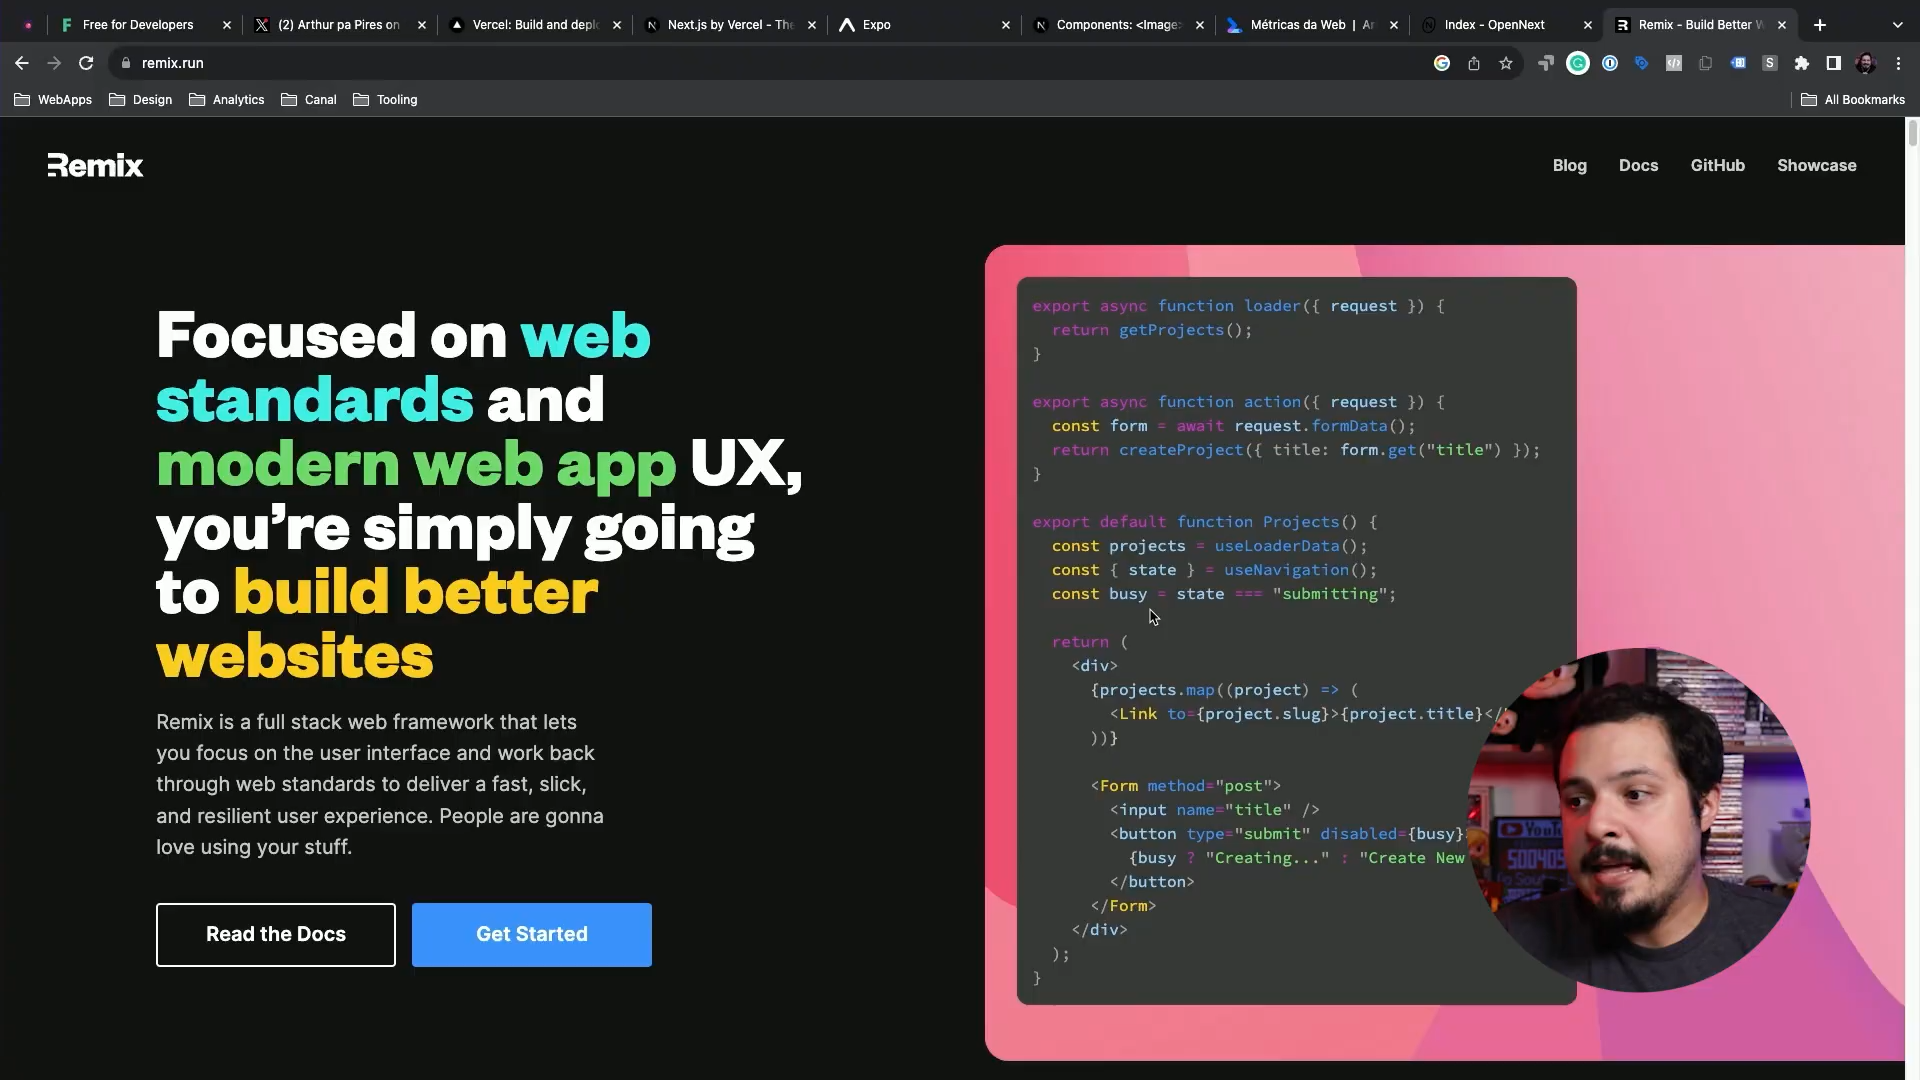 Free for Developers
(2) Arthur pa Pires on
Vercel: Build and deplo
Next.js by Vercel - The
Expo
Components: <Image>
Métricas da Web | Ar
Index - OpenNext
Remix - Build Better W
remix.run
WebApps
Design
Analytics
Canal
Tooling
All Bookmarks
Remix
Blog
Docs
GitHub
Showcase
Focused on web
standards and
modern web app UX,
you’re simply going
to build better
websites
Remix is a full stack web framework that lets
you focus on the user interface and work back
through web standards to deliver a fast, slick,
and resilient user experience. People are gonna
love using your stuff.
Read the Docs
Get Started
export async function loader({ request }) {
return getProjects();
}
export async function action({ request }) {
const form = await request.formData();
return createProject({ title: form.get("title") });
}
export default function Projects() {
const projects = useLoaderData();
const { state } = useNavigation();
const busy = state === "submitting";
return (
<div>
{projects.map((project) => (
<Link to={project.slug}>{project.title}</
))}
<Form method="post">
<input name="title" />
<button type="submit" disabled={busy}
{busy ? "Creating..." : "Create New
</button>
</Form>
</div>
);
}